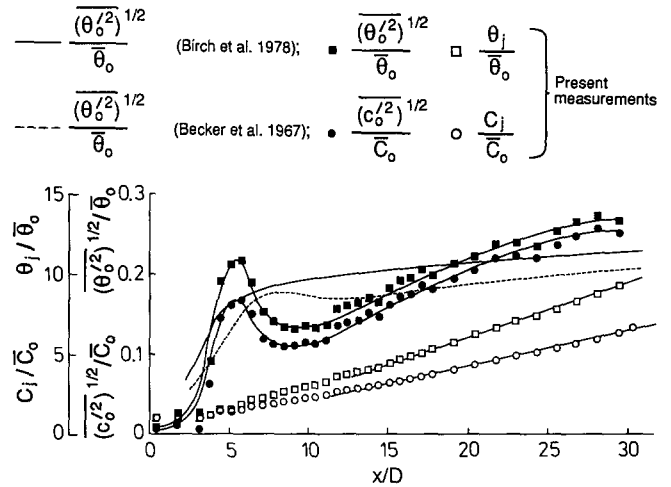 (θₒ′²)^1/2 / θ̄ₒ (Birch et al. 1978); ■ (θₒ′²)^1/2 / θ̄ₒ □ θⱼ / θ̄ₒ
(θₒ′²)^1/2 / θ̄ₒ (Becker et al. 1967); ● (cₒ′²)^1/2 / C̄ₒ ○ Cⱼ / C̄ₒ
Present
measurements
θⱼ / θ̄ₒ
(θₒ′²)^1/2 / θ̄ₒ
Cⱼ / C̄ₒ
(cₒ′²)^1/2 / C̄ₒ
15 0.3
10 0.2
5 0.1
0 0
0 5 10 15 20 25 30
x/D